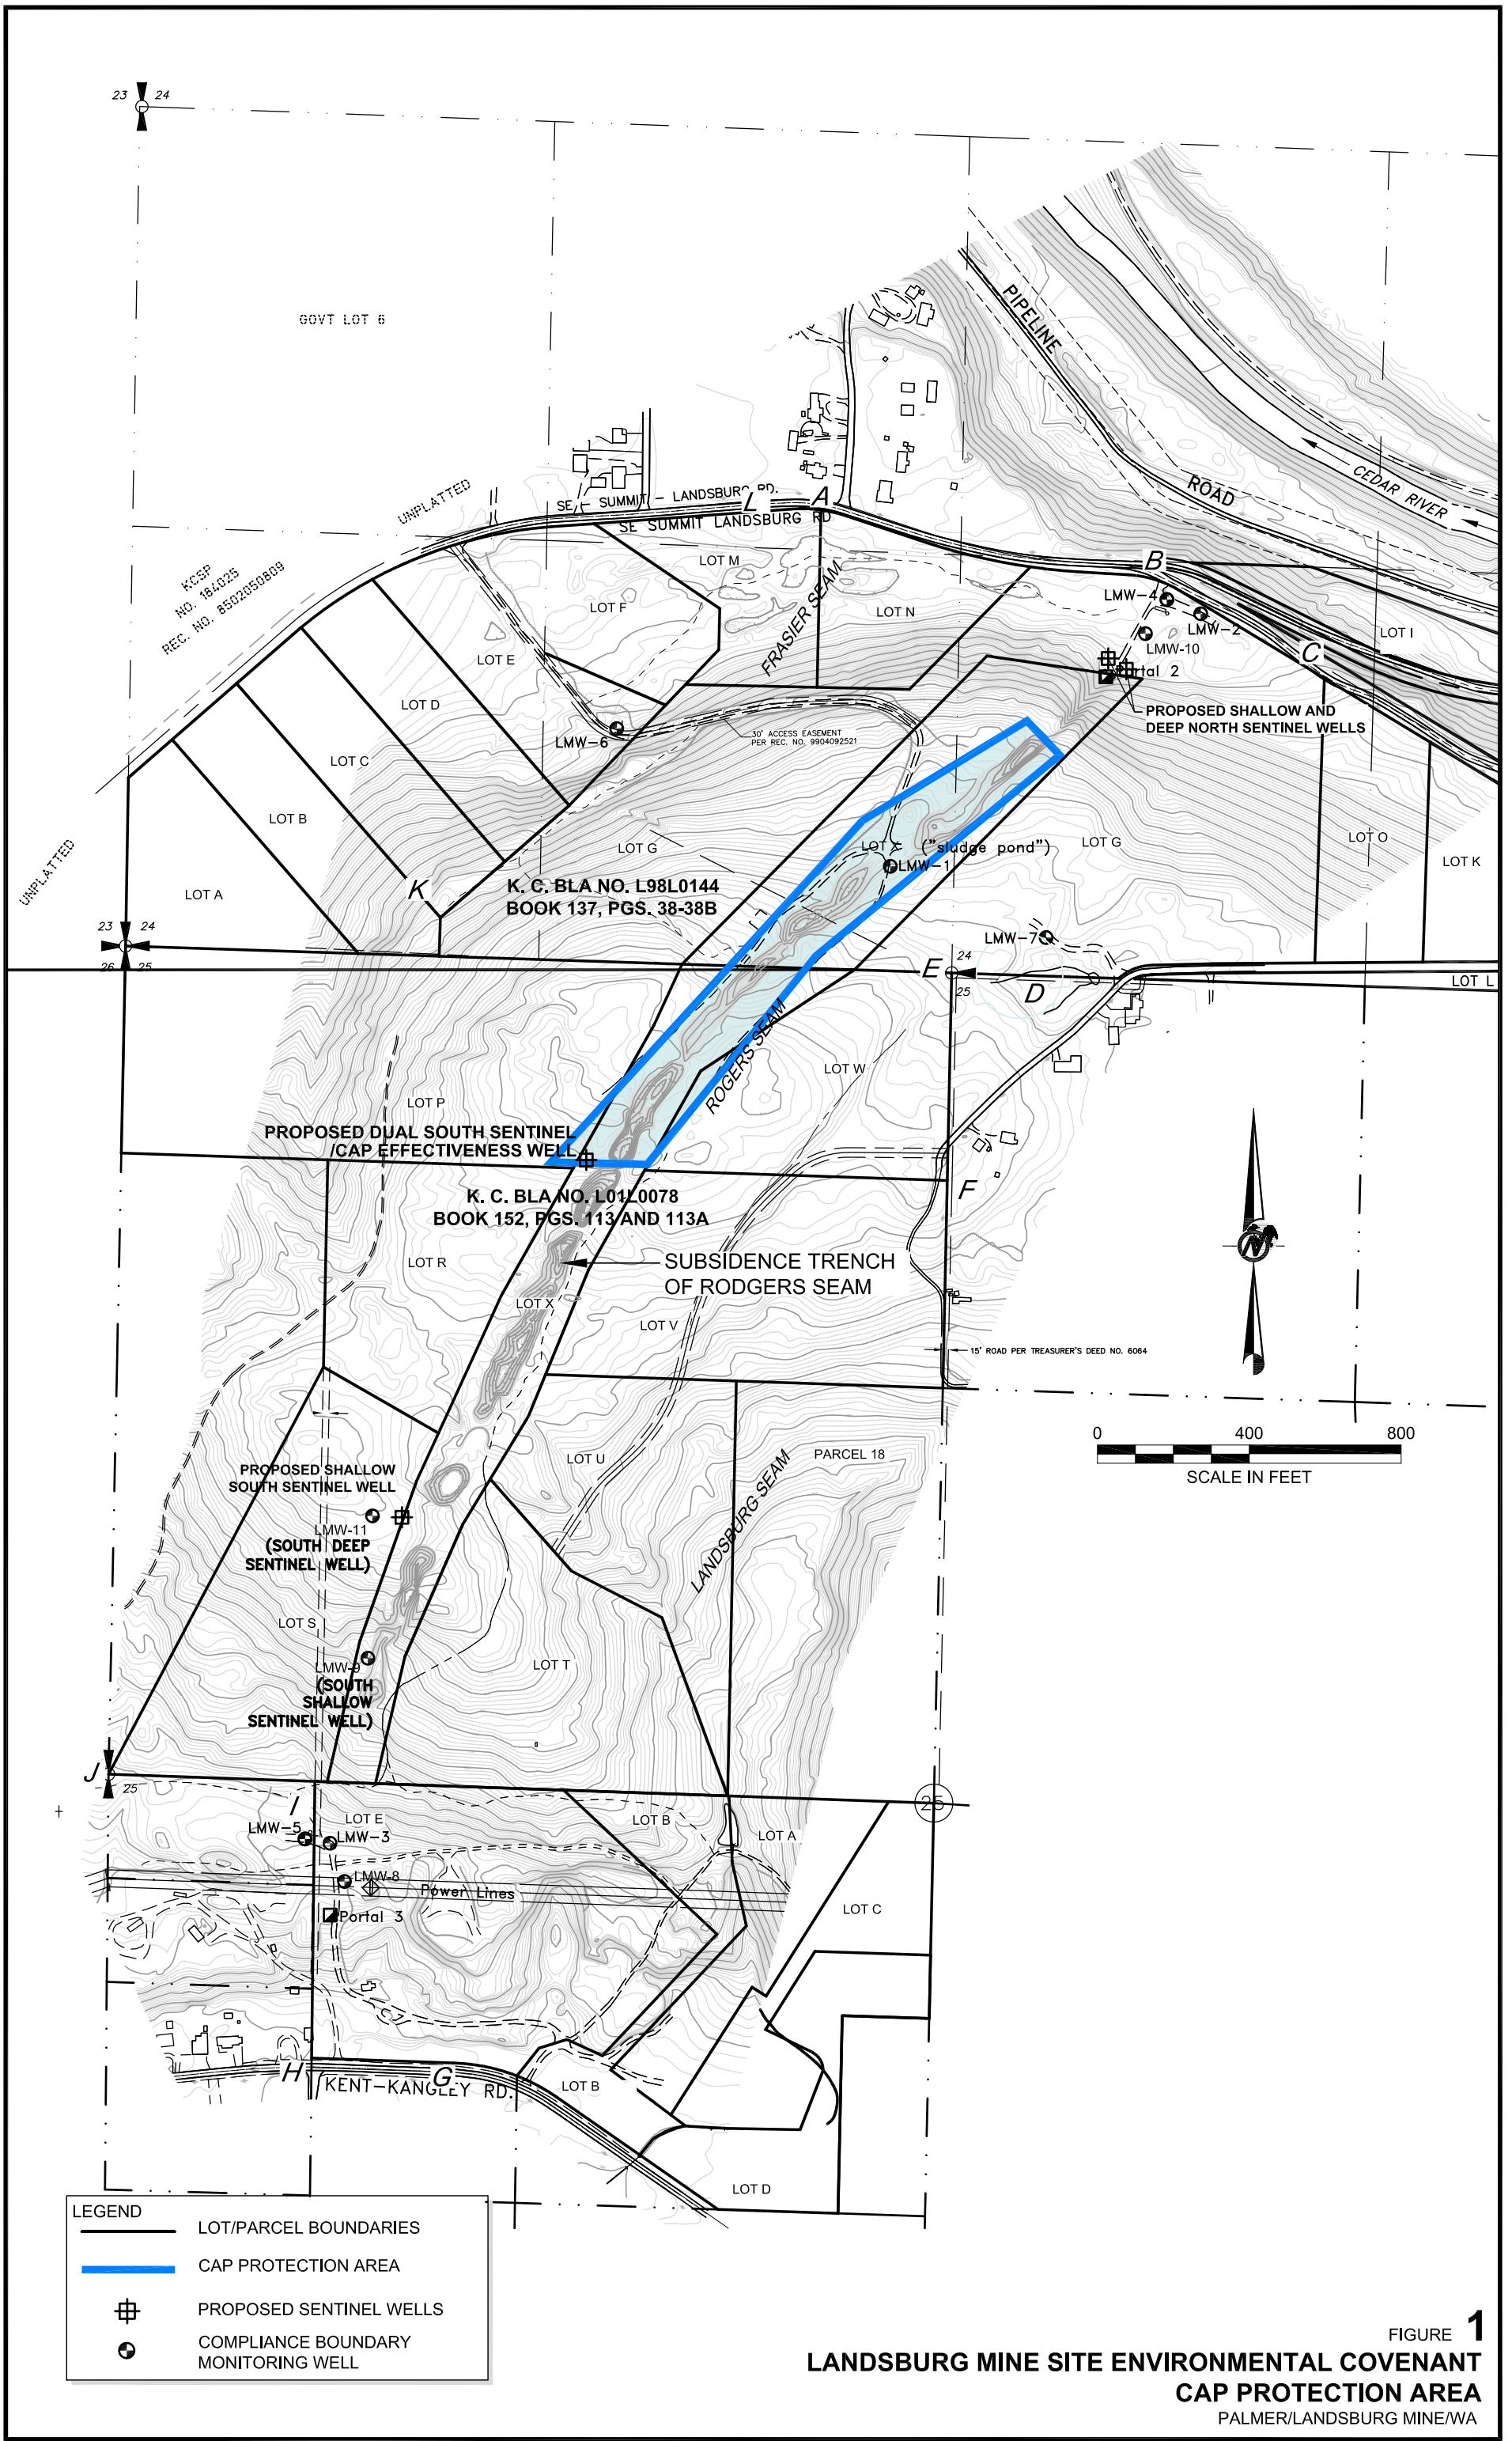 23 24
GOVT LOT 6
PIPELINE
ROAD
CEDAR RIVER
UNPLATTED
SE SUMMIT - LANDSBURG RD.
L
A
SE SUMMIT LANDSBURG RD
KCSP
NO. 184025
REC. NO. 8502050809
LOT M
B
LOT F
FRASIER SEAM
LOT N
LMW-4
LMW-2
LOT I
LMW-10
C
LOT E
Portal 2
LOT D
PROPOSED SHALLOW AND
DEEP NORTH SENTINEL WELLS
LMW-6
30' ACCESS EASEMENT
PER REC. NO. 9904092521
LOT C
LOT B
LOT G
LOT X
("sludge pond")
LOT G
LOT O
LOT K
UNPLATTED
LMW-1
LOT A
K
K. C. BLA NO. L98L0144
BOOK 137, PGS. 38-38B
23 24
26 25
LMW-7
E
24
25
D
LOT L
ROGERS SEAM
LOT W
LOT P
PROPOSED DUAL SOUTH SENTINEL
/CAP EFFECTIVENESS WELL
F
K. C. BLA NO. L01L0078
BOOK 152, PGS. 113 AND 113A
LOT R
SUBSIDENCE TRENCH
OF RODGERS SEAM
LOT X
LOT V
15' ROAD PER TREASURER'S DEED NO. 6064
0 400 800
SCALE IN FEET
LOT U
PARCEL 18
LANDSBURG SEAM
PROPOSED SHALLOW
SOUTH SENTINEL WELL
LMW-11
(SOUTH DEEP
SENTINEL WELL)
LOT S
LOT T
LMW-9
(SOUTH
SHALLOW
SENTINEL WELL)
J
25
25
I
LOT E
LOT B
LOT A
LMW-5
LMW-3
LMW-8
Power Lines
LOT C
Portal 3
H
G
KENT-KANGLEY RD.
LOT B
LOT D
LEGEND
LOT/PARCEL BOUNDARIES
CAP PROTECTION AREA
PROPOSED SENTINEL WELLS
COMPLIANCE BOUNDARY
MONITORING WELL
FIGURE 1
LANDSBURG MINE SITE ENVIRONMENTAL COVENANT
CAP PROTECTION AREA
PALMER/LANDSBURG MINE/WA